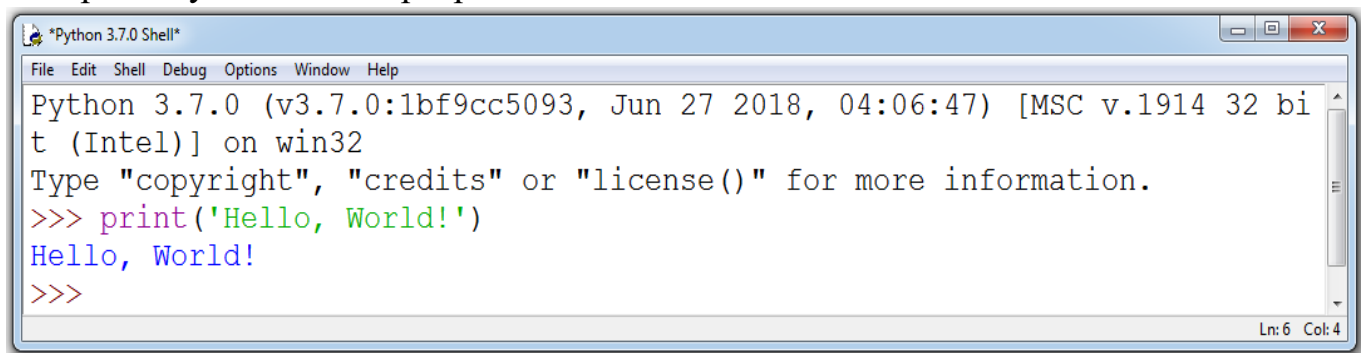 *Python 3.7.0 Shell*
File Edit Shell Debug Options Window Help
Python 3.7.0 (v3.7.0:1bf9cc5093, Jun 27 2018, 04:06:47) [MSC v.1914 32 bi
t (Intel)] on win32
Type "copyright", "credits" or "license()" for more information.
>>> print('Hello, World!')
Hello, World!
>>>
Ln: 6 Col: 4